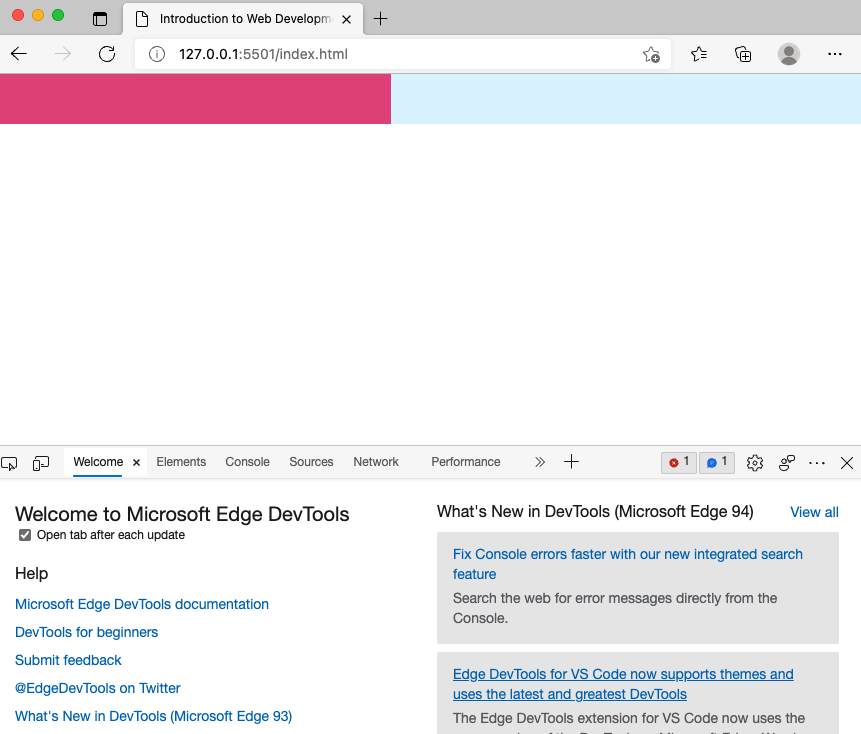 Introduction to Web Developm
127.0.0.1:5501/index.html
Welcome Elements Console Sources Network Performance 1 1
Welcome to Microsoft Edge DevTools
Open tab after each update
Help
Microsoft Edge DevTools documentation
DevTools for beginners
Submit feedback
@EdgeDevTools on Twitter
What's New in DevTools (Microsoft Edge 93)
What's New in DevTools (Microsoft Edge 94) View all
Fix Console errors faster with our new integrated search
feature
Search the web for error messages directly from the
Console.
Edge DevTools for VS Code now supports themes and
uses the latest and greatest DevTools
The Edge DevTools extension for VS Code now uses the